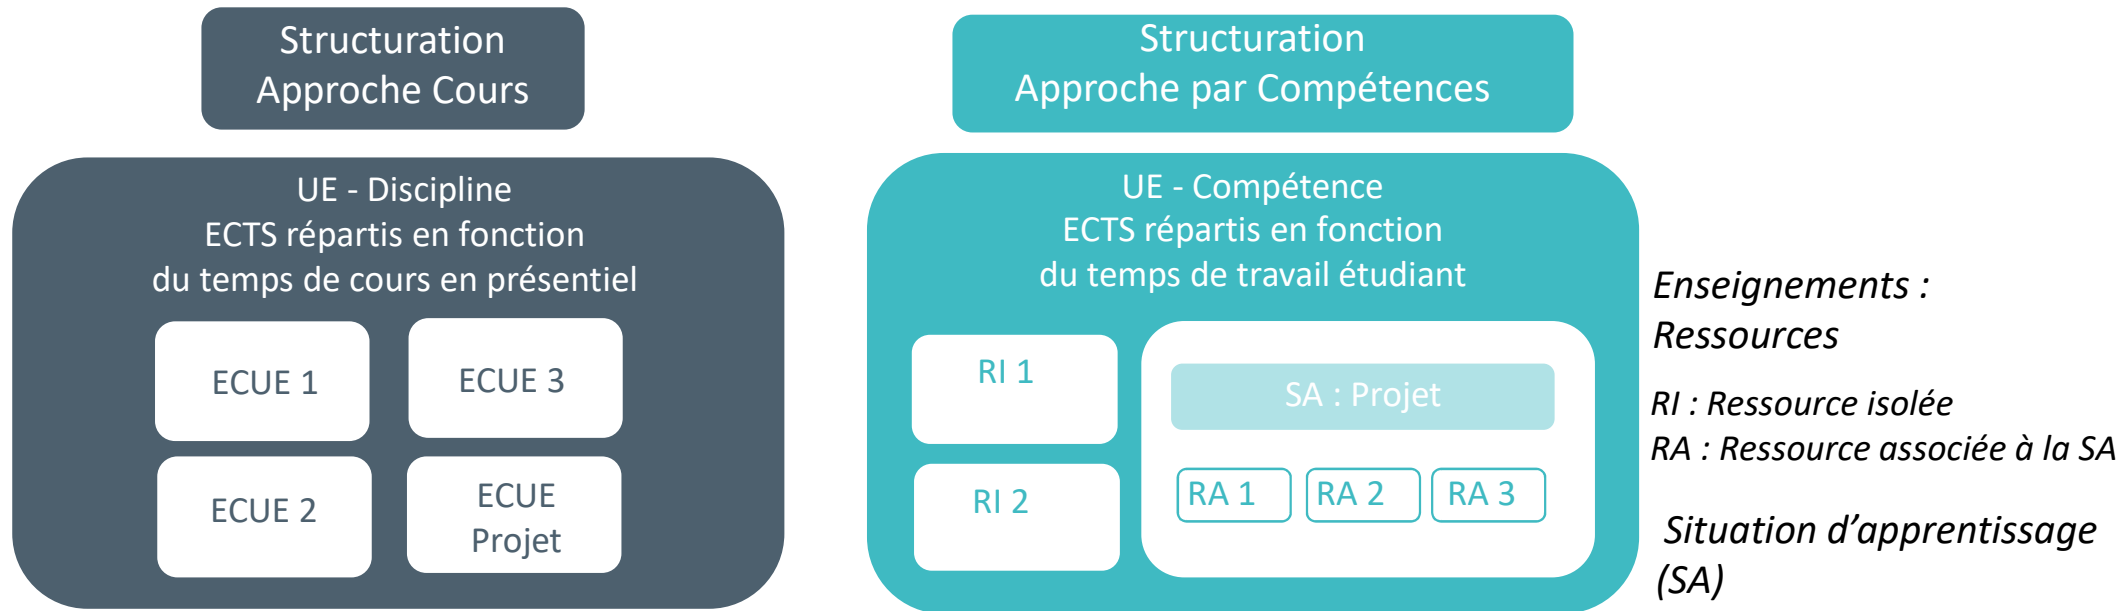 Structuration
Approche Cours
UE - Discipline
ECTS répartis en fonction
du temps de cours en présentiel
ECUE 1
ECUE 3
ECUE 2
ECUE
Projet
Structuration
Approche par Compétences
UE - Compétence
ECTS répartis en fonction
du temps de travail étudiant
RI 1
SA : Projet
RI 2
RA 1
RA 2
RA 3
Enseignements :
Ressources
RI : Ressource isolée
RA : Ressource associée à la SA
Situation d’apprentissage
(SA)